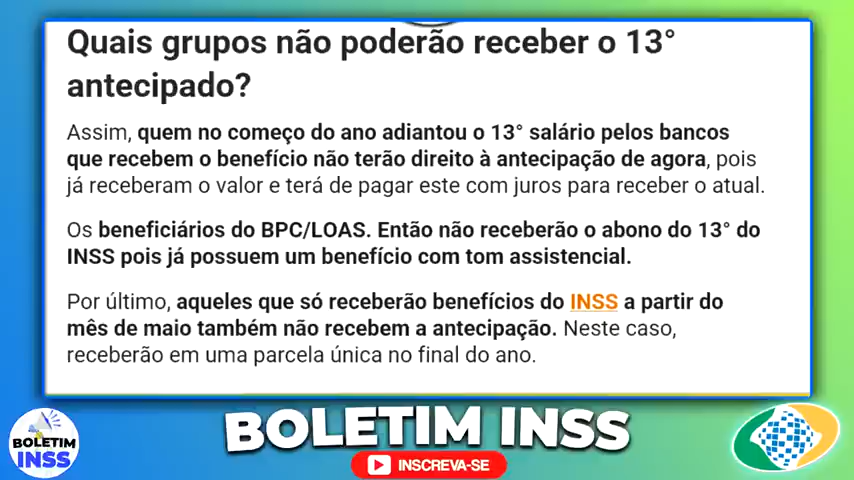 Quais grupos não poderão receber o 13°
antecipado?
Assim, quem no começo do ano adiantou o 13° salário pelos bancos
que recebem o benefício não terão direito à antecipação de agora, pois
já receberam o valor e terá de pagar este com juros para receber o atual.
Os beneficiários do BPC/LOAS. Então não receberão o abono do 13° do
INSS pois já possuem um benefício com tom assistencial.
Por último, aqueles que só receberão benefícios do INSS a partir do
mês de maio também não recebem a antecipação. Neste caso,
receberão em uma parcela única no final do ano.
BOLETIM
INSS
BOLETIM INSS
INSCREVA-SE